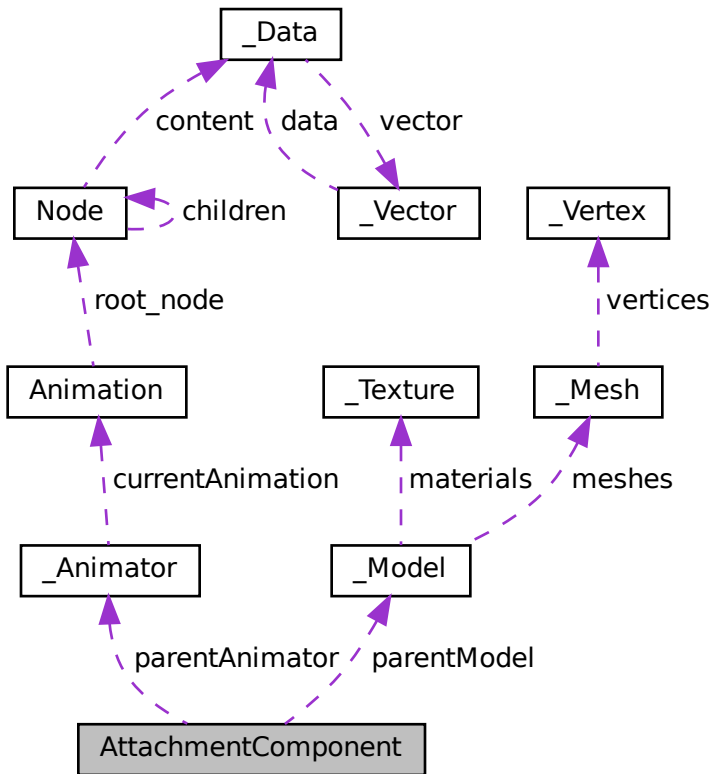 _Data
content
data
vector
Node
children
_Vector
_Vertex
root_node
vertices
Animation
_Texture
_Mesh
currentAnimation
materials
meshes
_Animator
_Model
parentAnimator
parentModel
AttachmentComponent